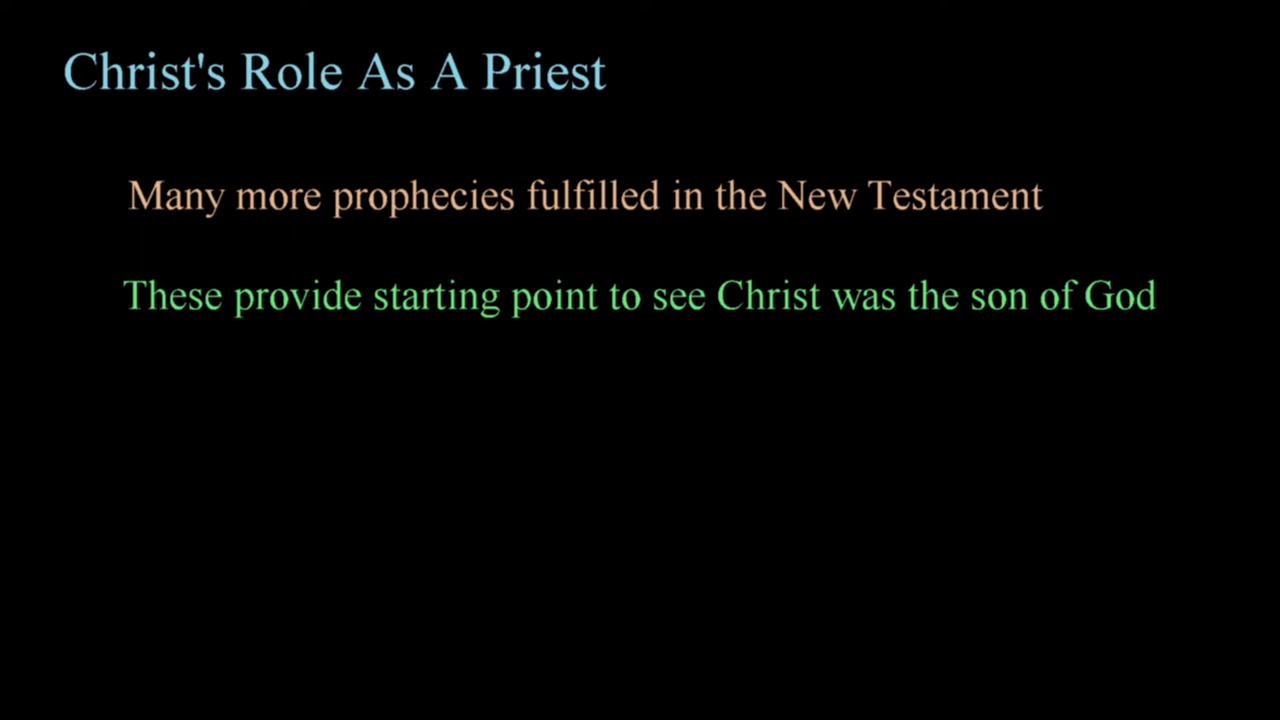 Christ's Role As A Priest
Many more prophecies fulfilled in the New Testament
These provide starting point to see Christ was the son of God